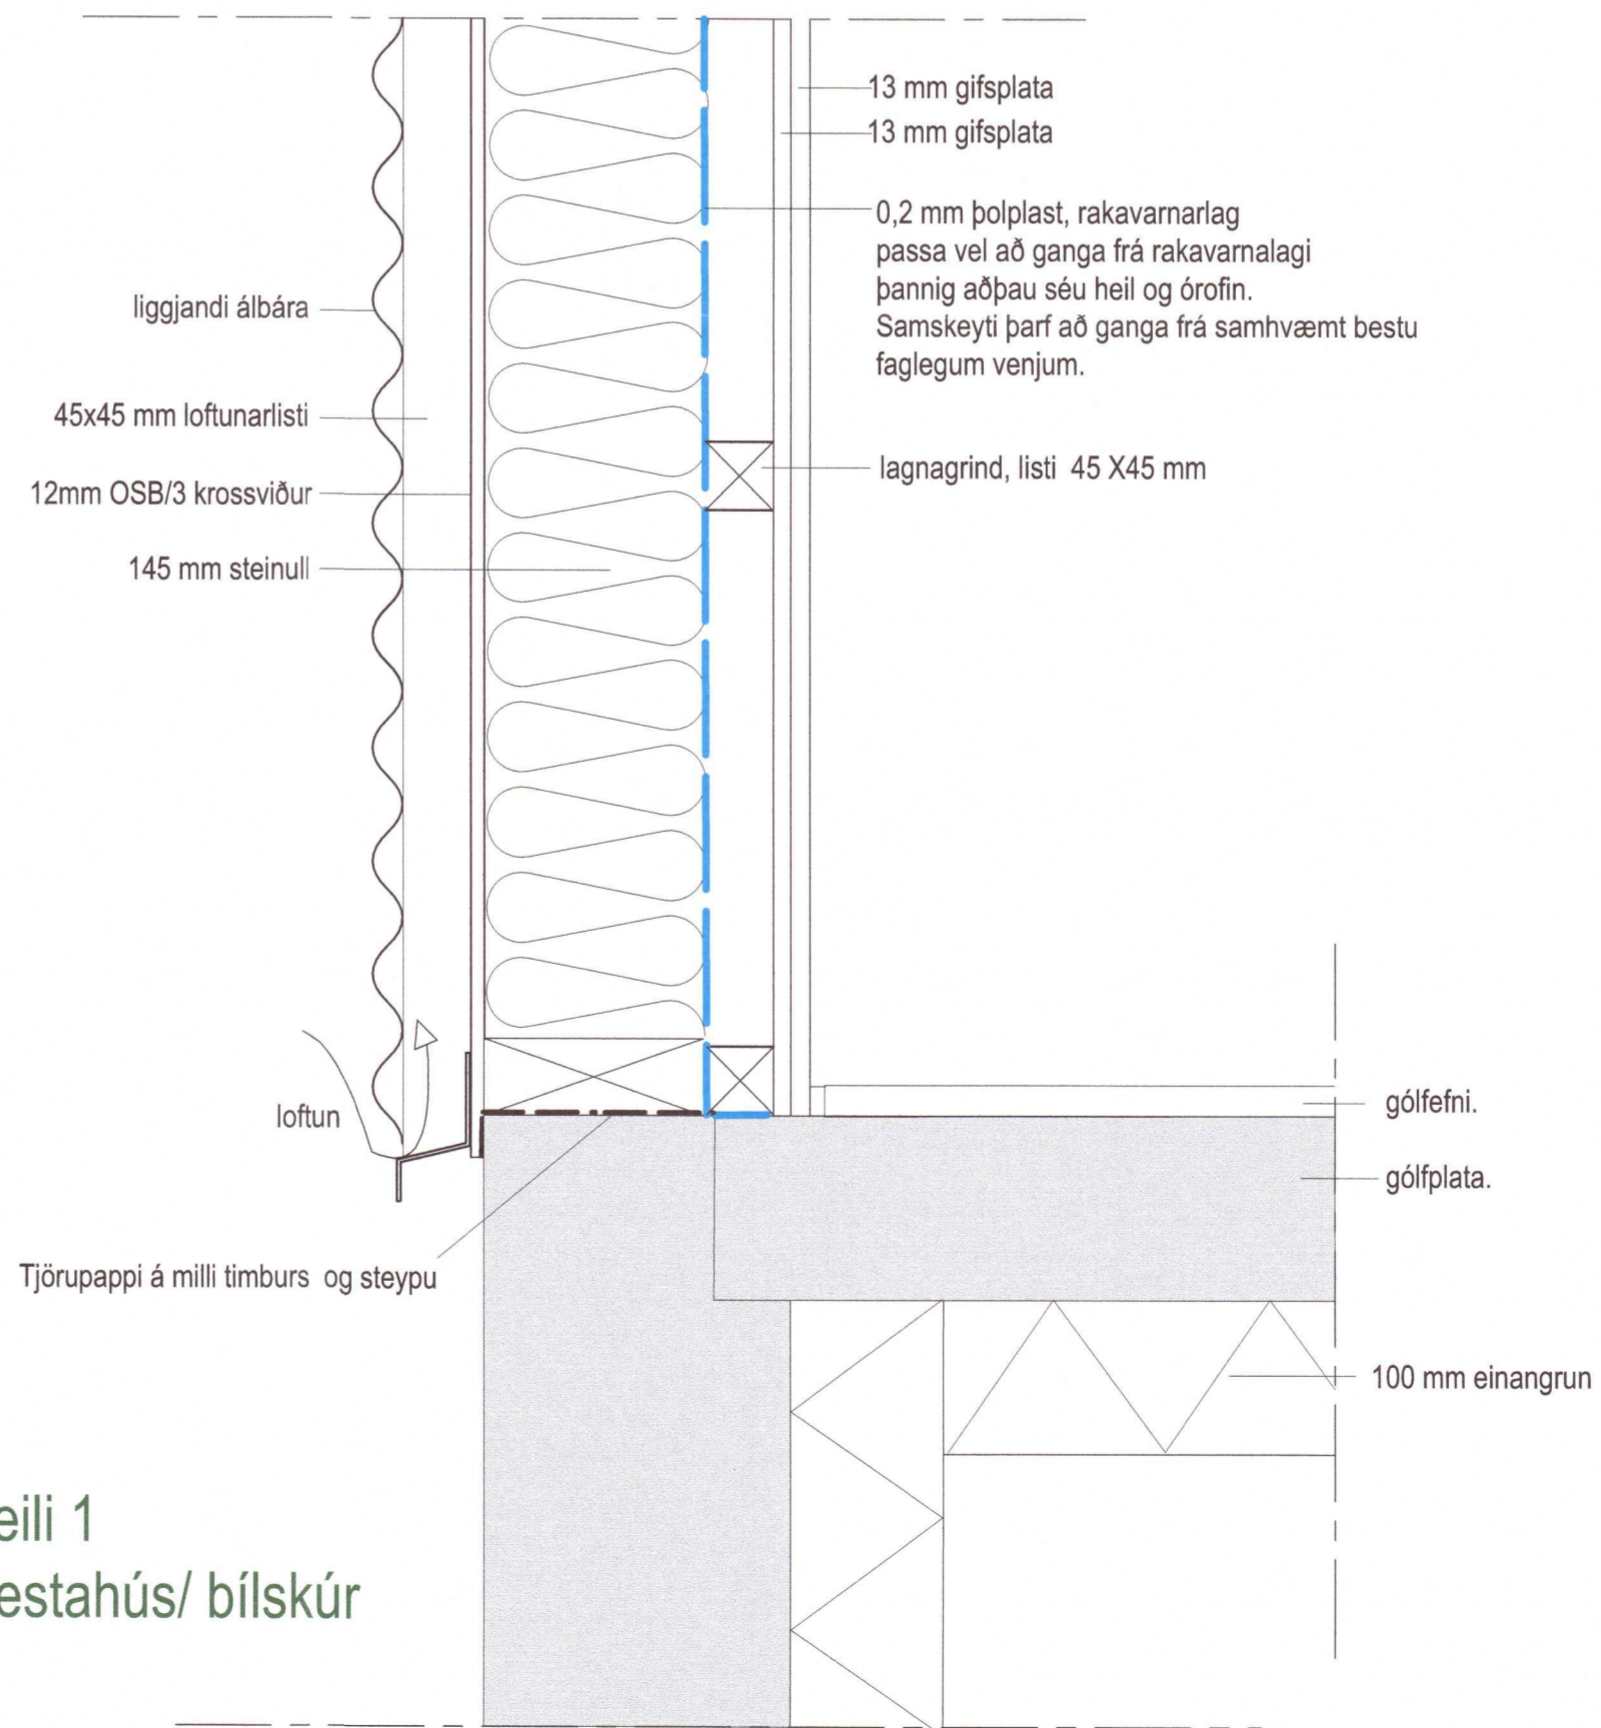 13 mm gifsplata
13 mm gifsplata
0,2 mm þolplast, rakavarnarlag
passa vel að ganga frá rakavarnalagi
þannig aðþau séu heil og órofin.
Samskeyti þarf að ganga frá samhvæmt bestu
faglegum venjum.
liggjandi álbára
45x45 mm loftunarlisti
lagnagrind, listi 45 X45 mm
12mm OSB/3 krossviður
145 mm steinull
loftun
gólfefni.
gólfplata.
Tjörupappi á milli timburs og steypu
100 mm einangrun
eili 1
estahús/ bílskúr